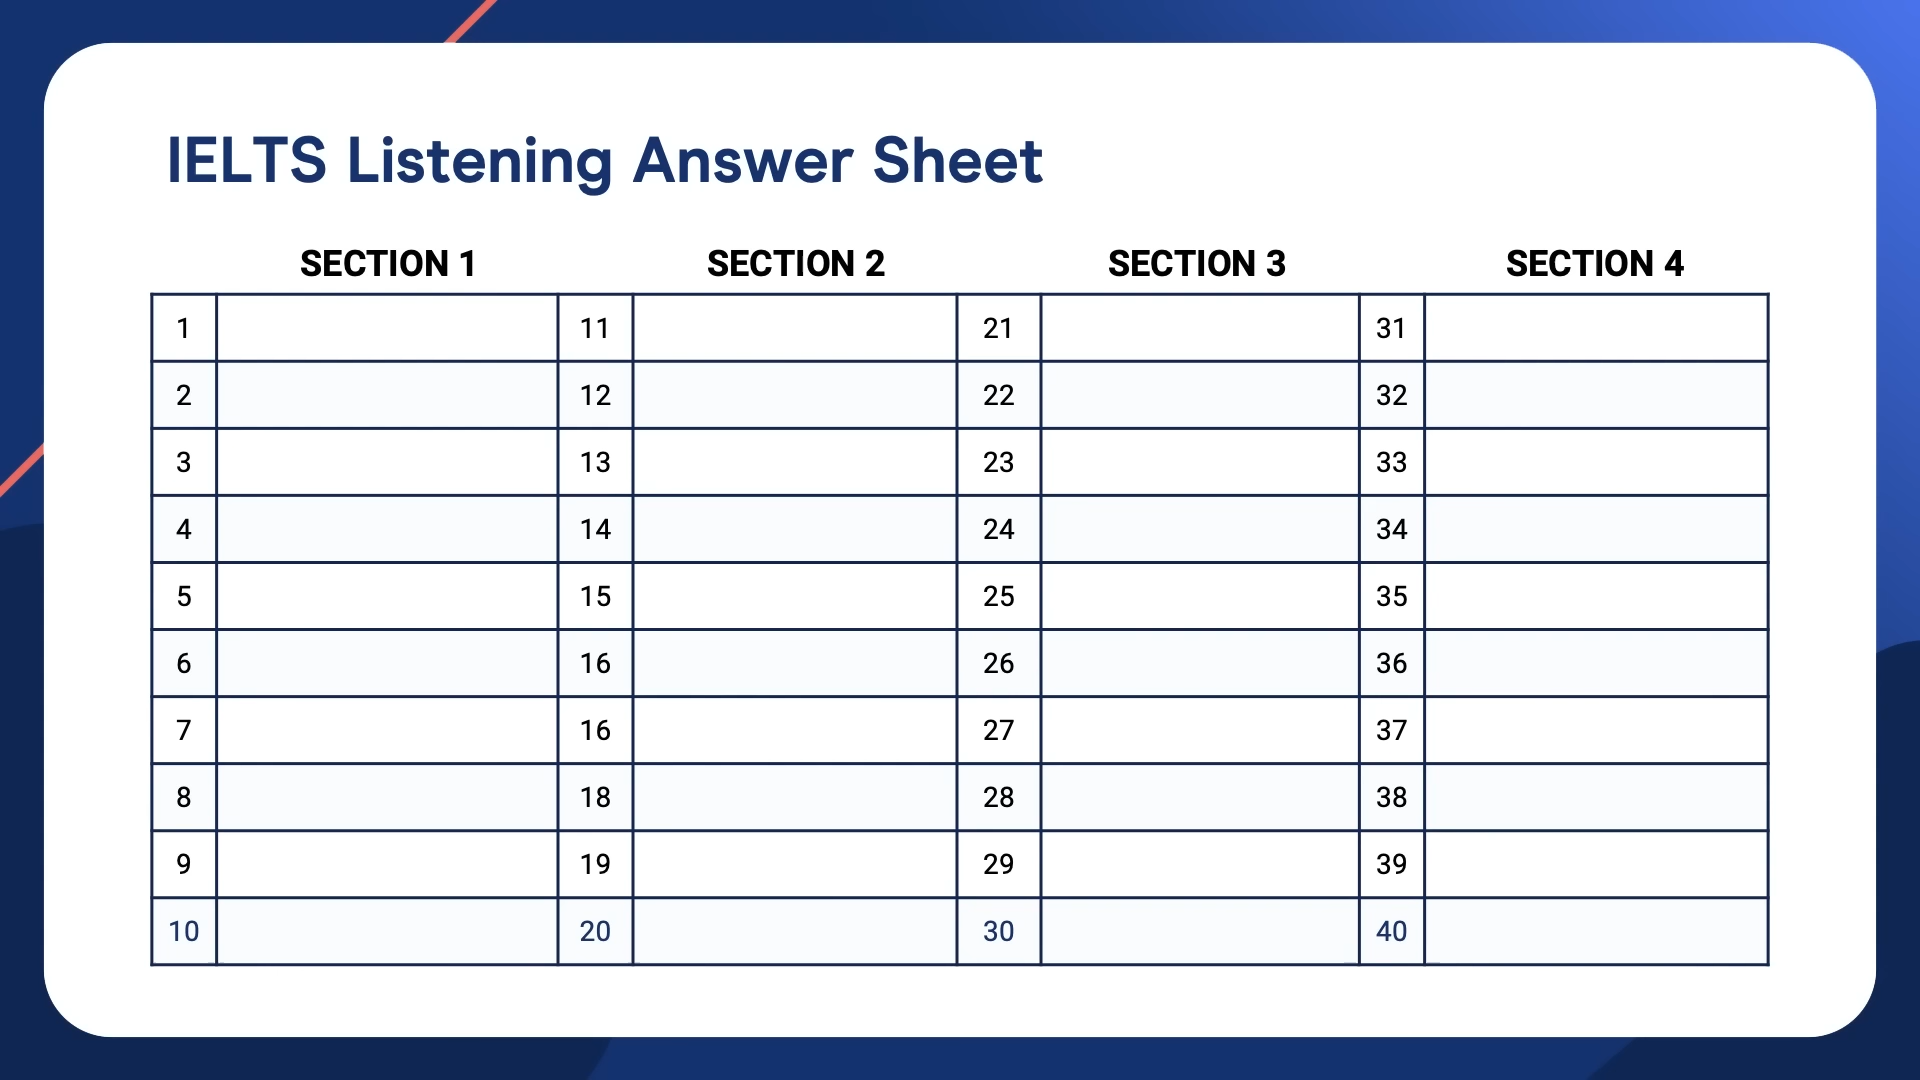 IELTS Listening Answer Sheet
SECTION 1 SECTION 2 SECTION 3 SECTION 4
1 11 21 31
2 12 22 32
3 13 23 33
4 14 24 34
5 15 25 35
6 16 26 36
7 16 27 37
8 18 28 38
9 19 29 39
10 20 30 40